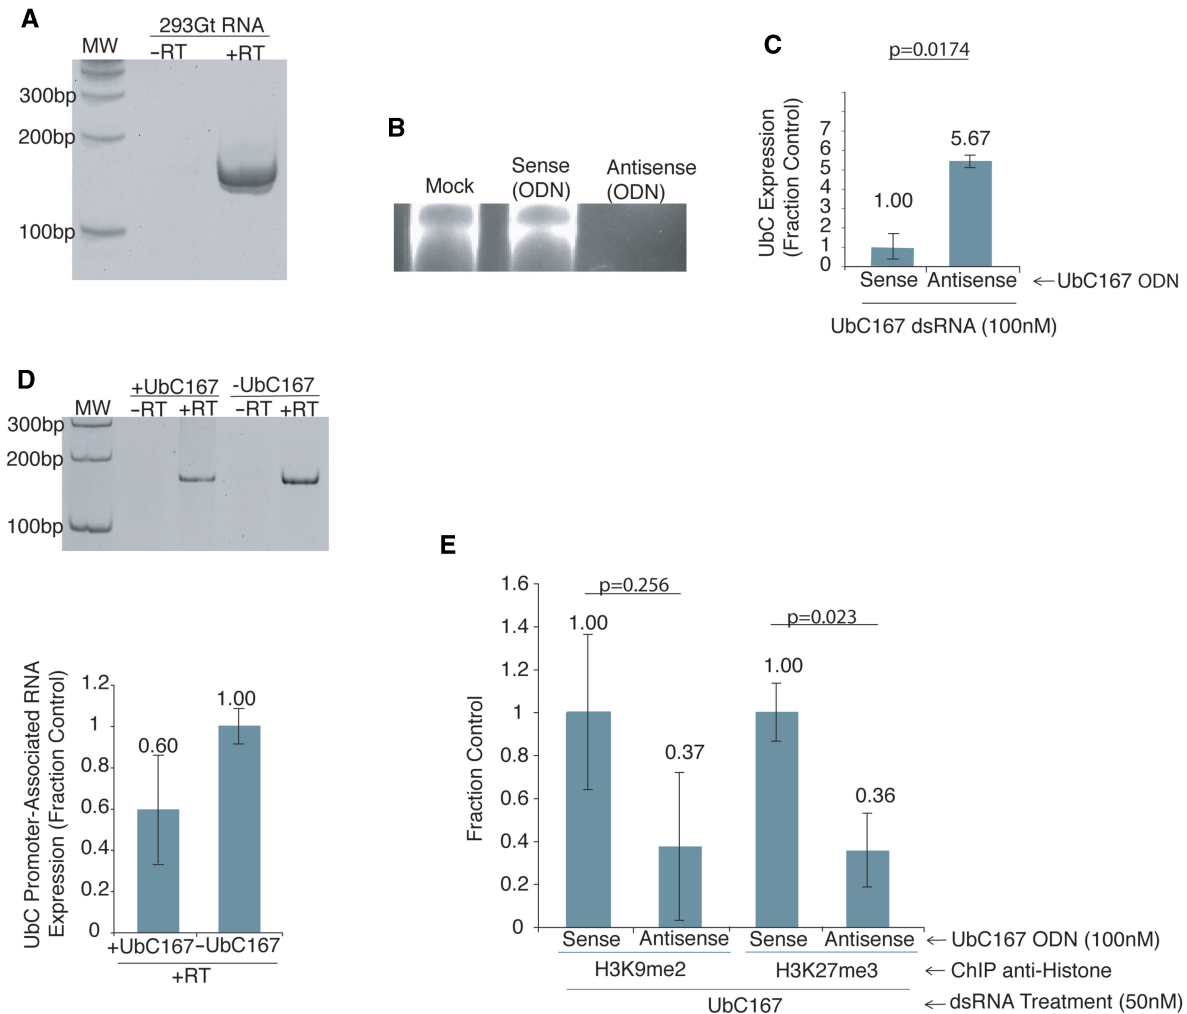 A
293Gt RNA
MW
–RT
+RT
300bp
200bp
100bp
B
Mock
Sense
(ODN)
Antisense
(ODN)
C
p=0.0174
UbC Expression
(Fraction Control)
7
6
5
4
3
2
1
0
1.00
5.67
Sense
Antisense
←UbC167 ODN
UbC167 dsRNA (100nM)
D
+UbC167
-UbC167
MW
–RT
+RT
–RT
+RT
300bp
200bp
100bp
UbC Promoter-Associated RNA
Expression (Fraction Control)
1.2
1
0.8
0.6
0.4
0.2
0
0.60
1.00
+UbC167
–UbC167
+RT
E
Fraction Control
1.6
1.4
1.2
1
0.8
0.6
0.4
0.2
0
p=0.256
1.00
0.37
p=0.023
1.00
0.36
Sense
Antisense
Sense
Antisense
← UbC167 ODN (100nM)
H3K9me2
H3K27me3
← ChIP anti-Histone
UbC167
← dsRNA Treatment (50nM)